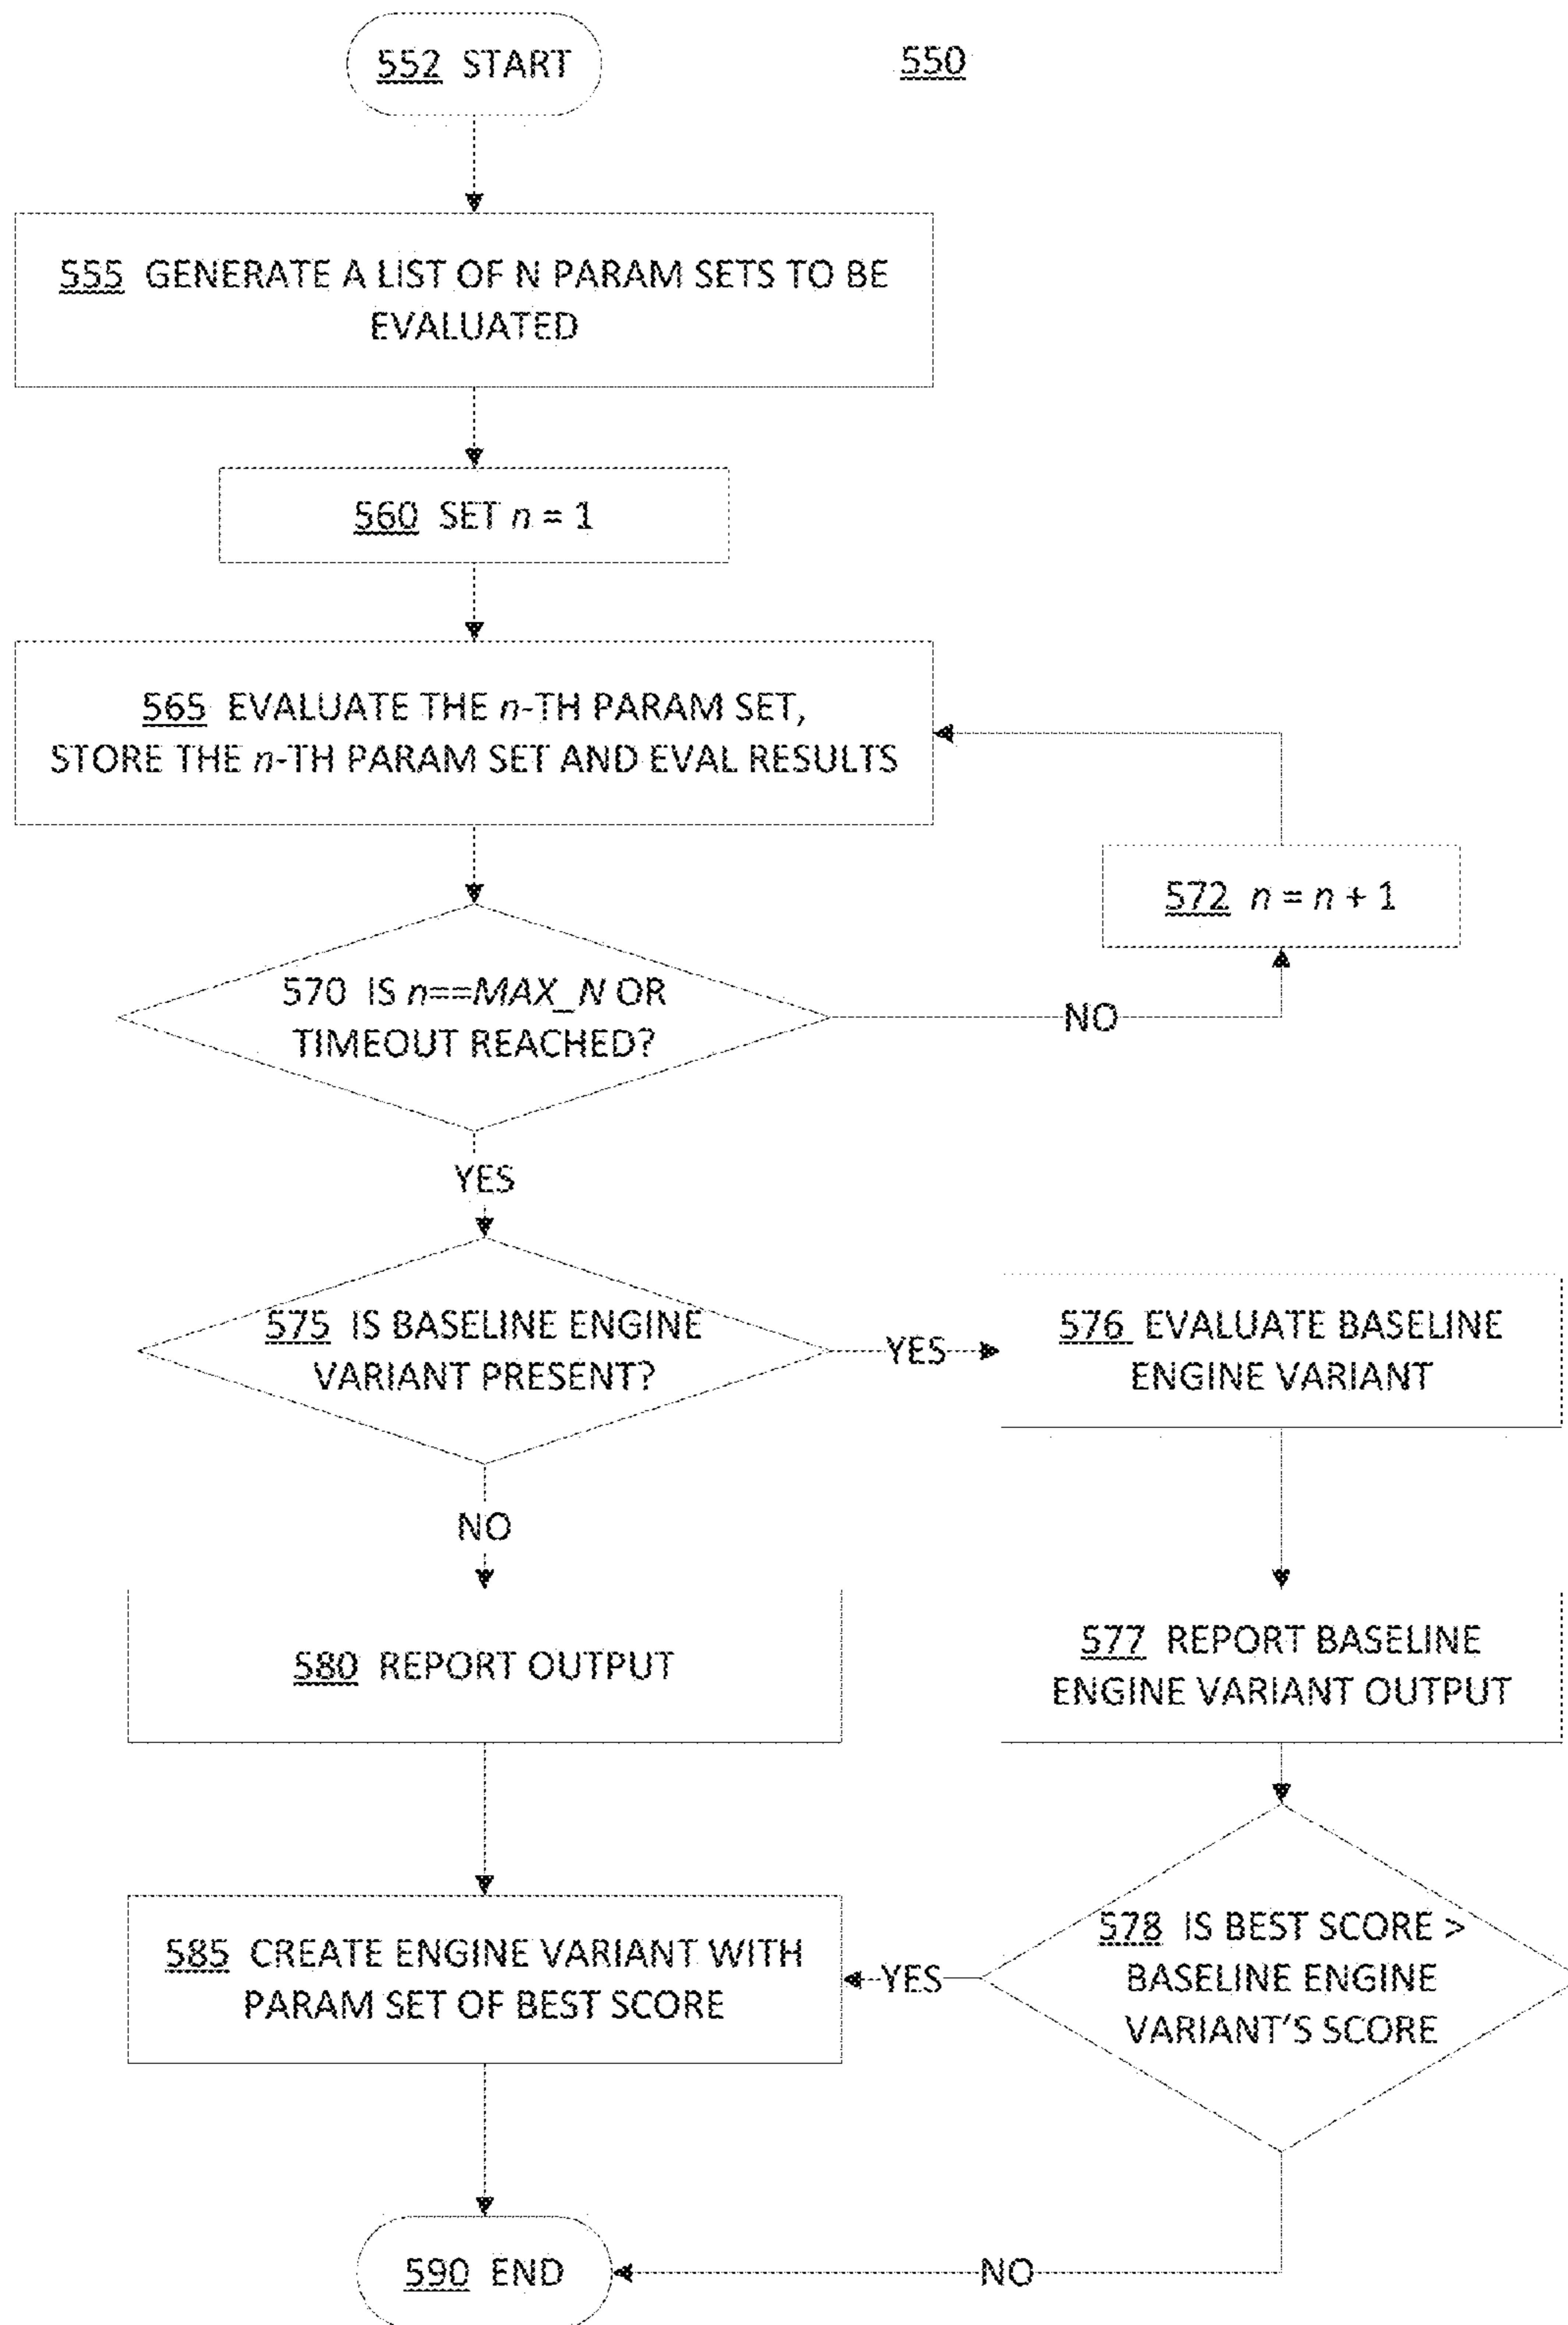 552 START
550
555 GENERATE A LIST OF N PARAM SETS TO BE
EVALUATED
560 SET n = 1
565 EVALUATE THE n-TH PARAM SET,
STORE THE n-TH PARAM SET AND EVAL RESULTS
572 n = n + 1
570 IS n==MAX_N OR
TIMEOUT REACHED?
NO
YES
575 IS BASELINE ENGINE
VARIANT PRESENT?
YES
576 EVALUATE BASELINE
ENGINE VARIANT
NO
580 REPORT OUTPUT
577 REPORT BASELINE
ENGINE VARIANT OUTPUT
578 IS BEST SCORE >
BASELINE ENGINE
VARIANT'S SCORE
YES
585 CREATE ENGINE VARIANT WITH
PARAM SET OF BEST SCORE
NO
590 END